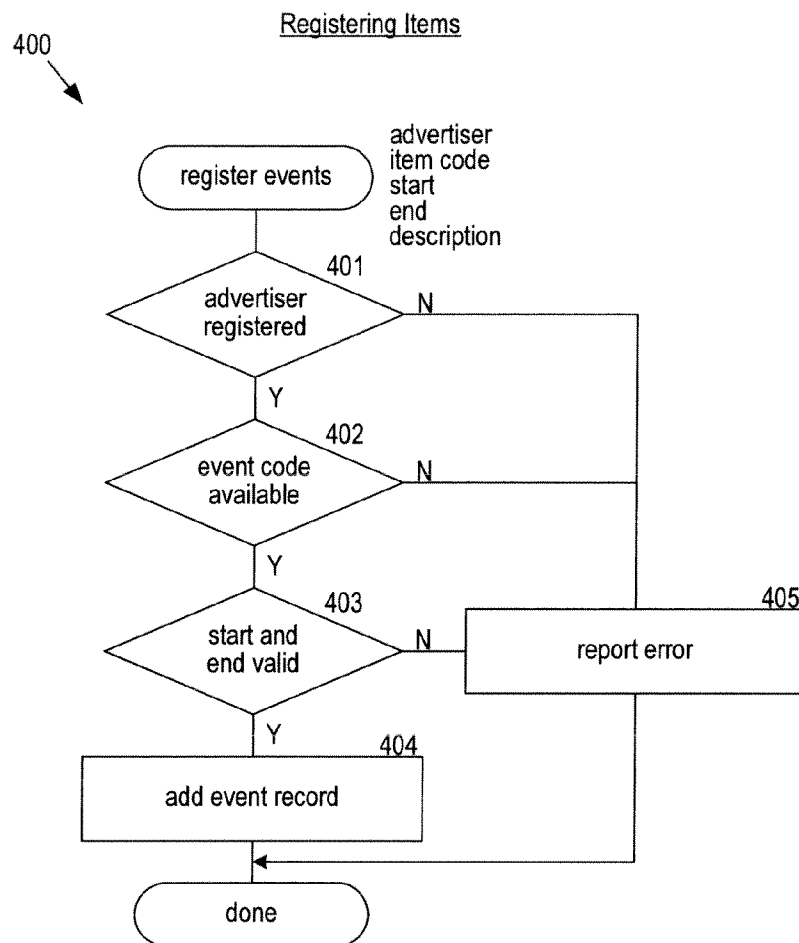 Registering Items
400
register events
advertiser
item code
start
end
description
401
advertiser
registered
N
Y
402
event code
available
N
Y
403
start and
end valid
N
405
report error
Y
404
add event record
done